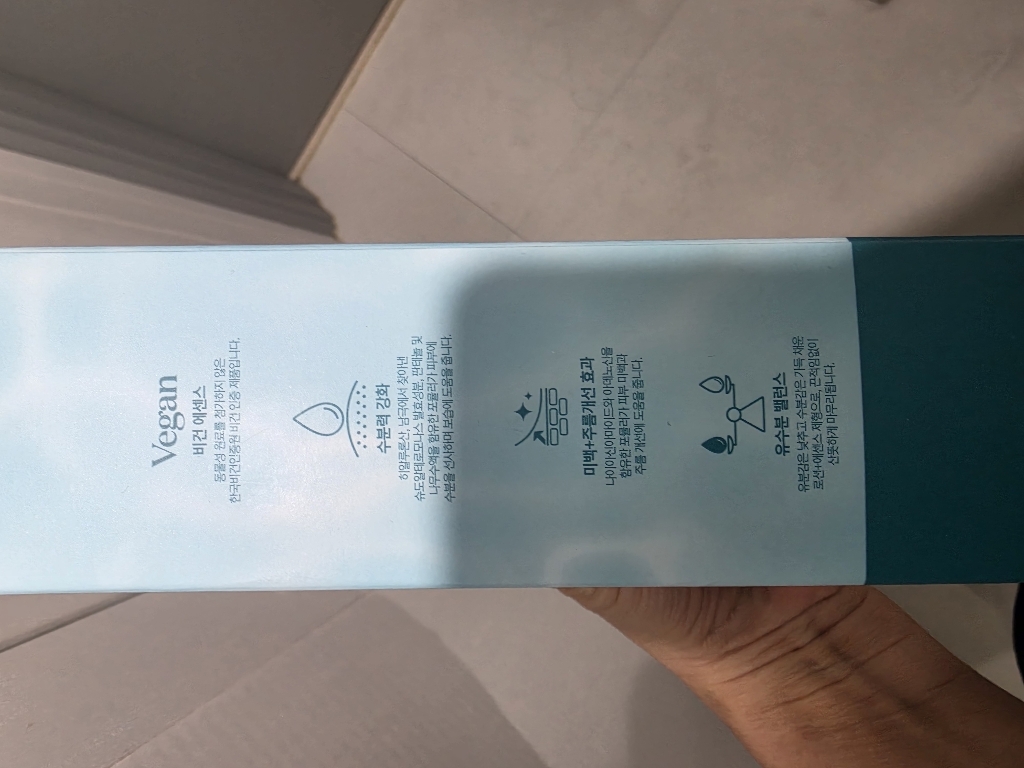 Vegan
비건 에센스
동물성 원료를 첨가하지 않은
한국비건인증원 비건 인증 제품입니다.
수분력 강화
히알루론산, 남극에서 찾아낸
슈도알테로모나스 발효성분, 판테놀 및
나무수액을 함유한 포뮬러가 피부에
수분을 선사하며 보습에 도움을 줍니다.
미백+주름개선 효과
나이아신아마이드와 아데노신을
함유한 포뮬러가 피부 미백과
주름 개선에 도움을 줍니다.
유수분 밸런스
유분감은 낮추고 수분감은 가득 채운
로션+에센스 제형으로, 끈적임없이
산뜻하게 마무리됩니다.